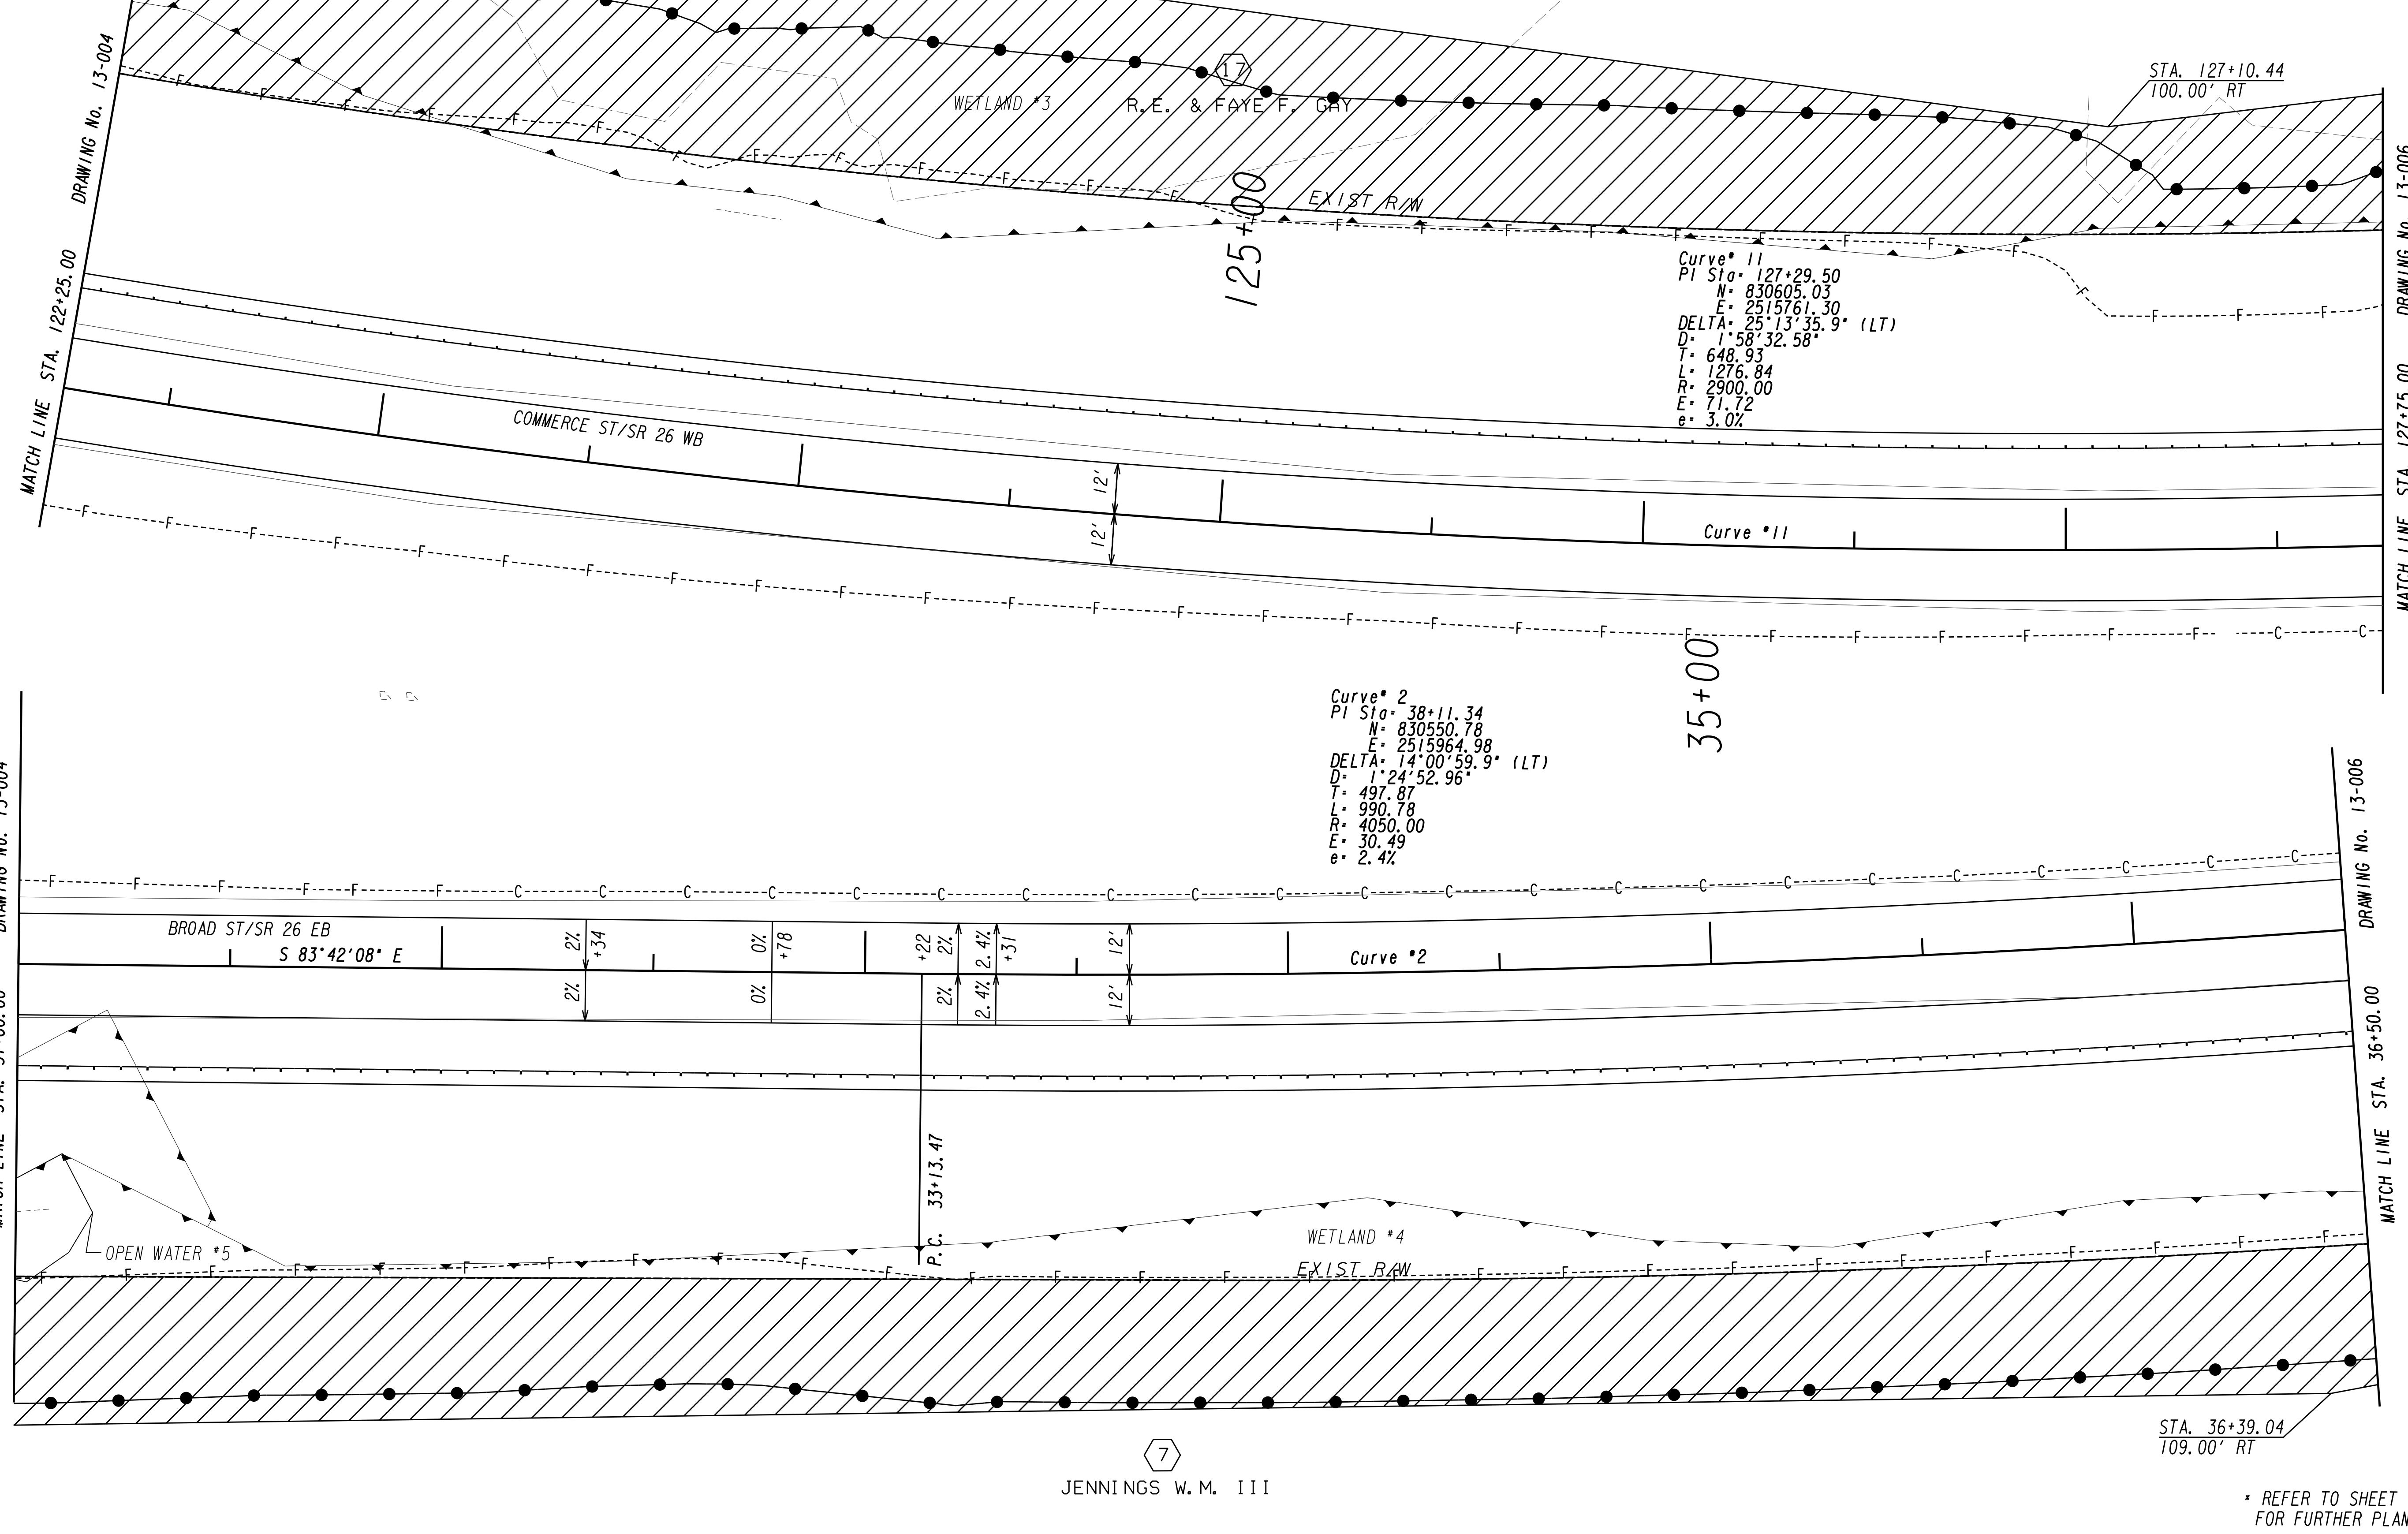 DRAWING No. 13-004
MATCH LINE STA. 122+25.00
WETLAND #3
17
R.E. & FAYE F. GAY
STA. 127+10.44
100.00' RT
EXIST R/W
125+00
DRAWING No. 13-006
MATCH LINE STA. 127+75.00
Curve# 11
PI Sta= 127+29.50
N= 830605.03
E= 2515761.30
DELTA= 25°13'35.9" (LT)
D= 1°58'32.58"
T= 648.93
L= 1276.84
R= 2900.00
E= 71.72
e= 3.0%
COMMERCE ST/SR 26 WB
12'
12'
Curve #11
F F F F F F F F F F F F F F F F F F F F F F F F F F C C
35+00
Curve# 2
PI Sta= 38+11.34
N= 830550.78
E= 2515964.98
DELTA= 14°00'59.9" (LT)
D= 1°24'52.96"
T= 497.87
L= 990.78
R= 4050.00
E= 30.49
e= 2.4%
DRAWING No. 13-004
DRAWING No. 13-006
MATCH LINE STA. 36+50.00
F F F F F F C C C C C C C C C C C C C C C C C C C C C C
BROAD ST/SR 26 EB
S 83°42'08" E
2% +34
0% +78
+22 2% 2.4% +31
12'
Curve #2
2%
0%
2% 2.4%
12'
P.C. 33+13.47
OPEN WATER #5
WETLAND #4
EXIST R/W
STA. 36+39.04
109.00' RT
7
JENNINGS W.M. III
* REFER TO SHEET
FOR FURTHER PLAN